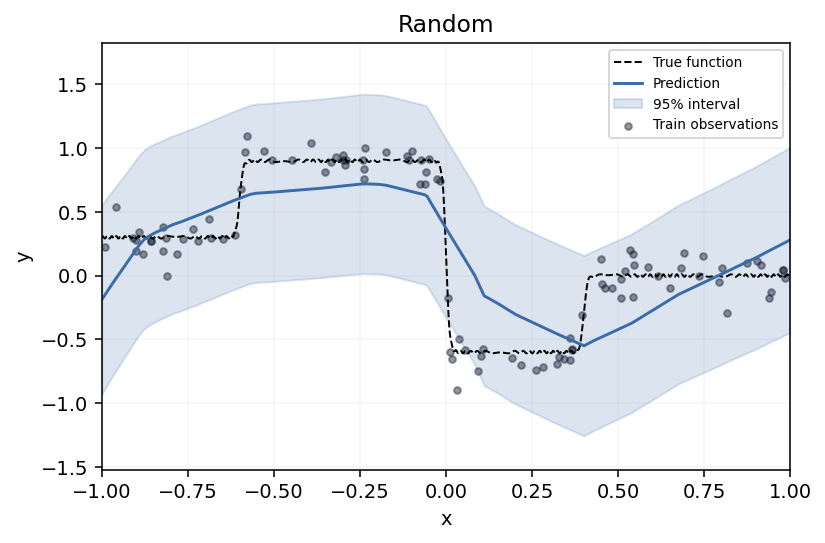 Random
True function
Prediction
95% interval
Train observations
1.5
1.0
0.5
0.0
−0.5
−1.0
−1.5
y
−1.00 −0.75 −0.50 −0.25 0.00 0.25 0.50 0.75 1.00
x